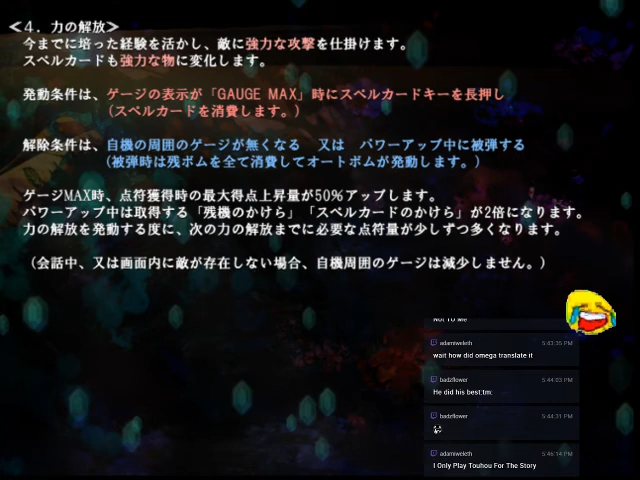 ≪４．力の解放≫
今までに培った経験を活かし、敵に強力な攻撃を仕掛けます。
スペルカードも強力な物に変化します。
発動条件は、ゲージの表示が「GAUGE MAX」時にスペルカードキーを長押し
(スペルカードを消費します。)
解除条件は、自機の周囲のゲージが無くなる　又は　パワーアップ中に被弾する
(被弾時は残ボムを全て消費してオートボムが発動します。)
ゲージMAX時、点符獲得時の最大得点上昇量が50%アップします。
パワーアップ中は取得する「残機のかけら」「スペルカードのかけら」が2倍になります。
力の解放を発動する度に、次の力の解放までに必要な点符量が少しずつ多くなります。
(会話中、又は画面内に敵が存在しない場合、自機周囲のゲージは減少しません。)
Not To Me
adamiweleth 5:43:35 PM
wait how did omega translate it
badzflower 5:44:03 PM
He did his best:tm:
badzflower 5:44:31 PM
adamiweleth 5:46:14 PM
I Only Play Touhou For The Story